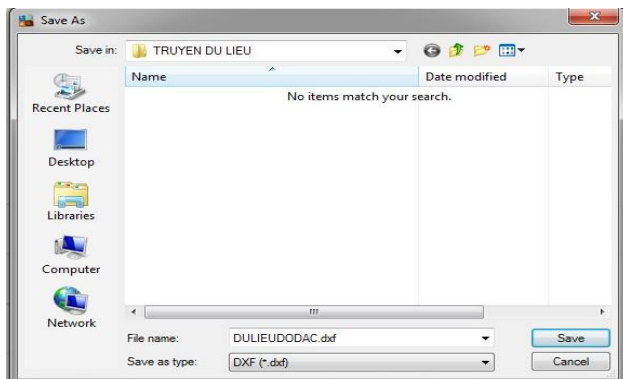 Save As
Save in: TRUYEN DU LIEU
Name Date modified Type
No items match your search.
Recent Places
Desktop
Libraries
Computer
Network
File name: DULIEUDODAC.dxf Save
Save as type: DXF (*.dxf) Cancel